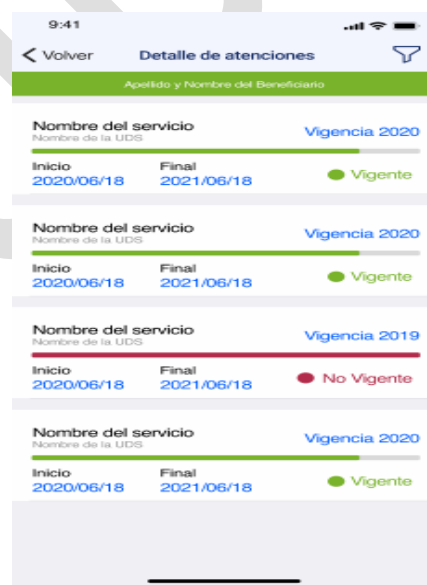 9:41
Volver Detalle de atenciones
Apellido y Nombre del Beneficiario
Nombre del servicio Vigencia 2020
Nombre de la UDS
Inicio Final
2020/06/18 2021/06/18 Vigente
Nombre del servicio Vigencia 2020
Nombre de la UDS
Inicio Final
2020/06/18 2021/06/18 Vigente
Nombre del servicio Vigencia 2019
Nombre de la UDS
Inicio Final
2020/06/18 2021/06/18 No Vigente
Nombre del servicio Vigencia 2020
Nombre de la UDS
Inicio Final
2020/06/18 2021/06/18 Vigente